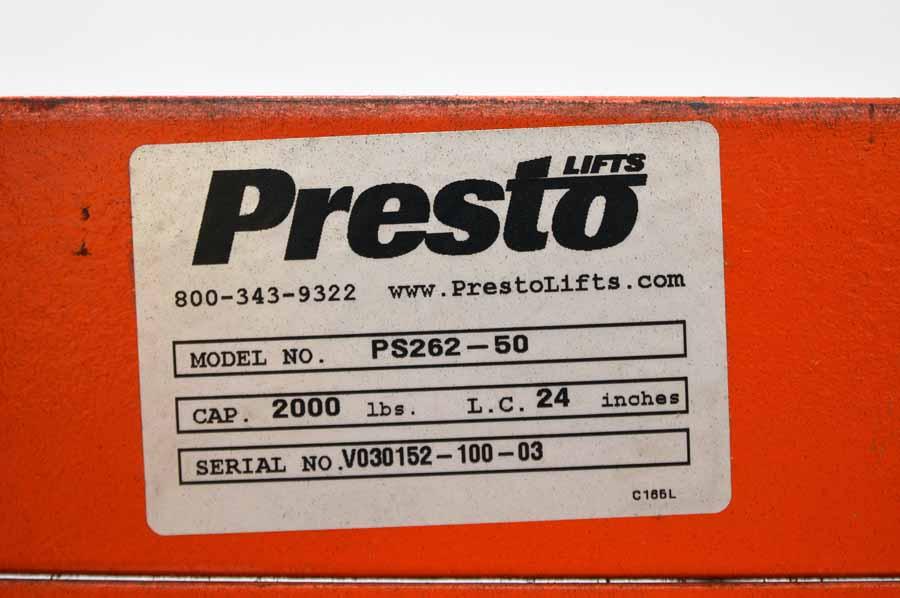 Presto LIFTS
800-343-9322 www.PrestoLifts.com
MODEL NO. PS262-50
CAP. 2000 lbs. L.C. 24 inches
SERIAL NO. V030152-100-03
C165L